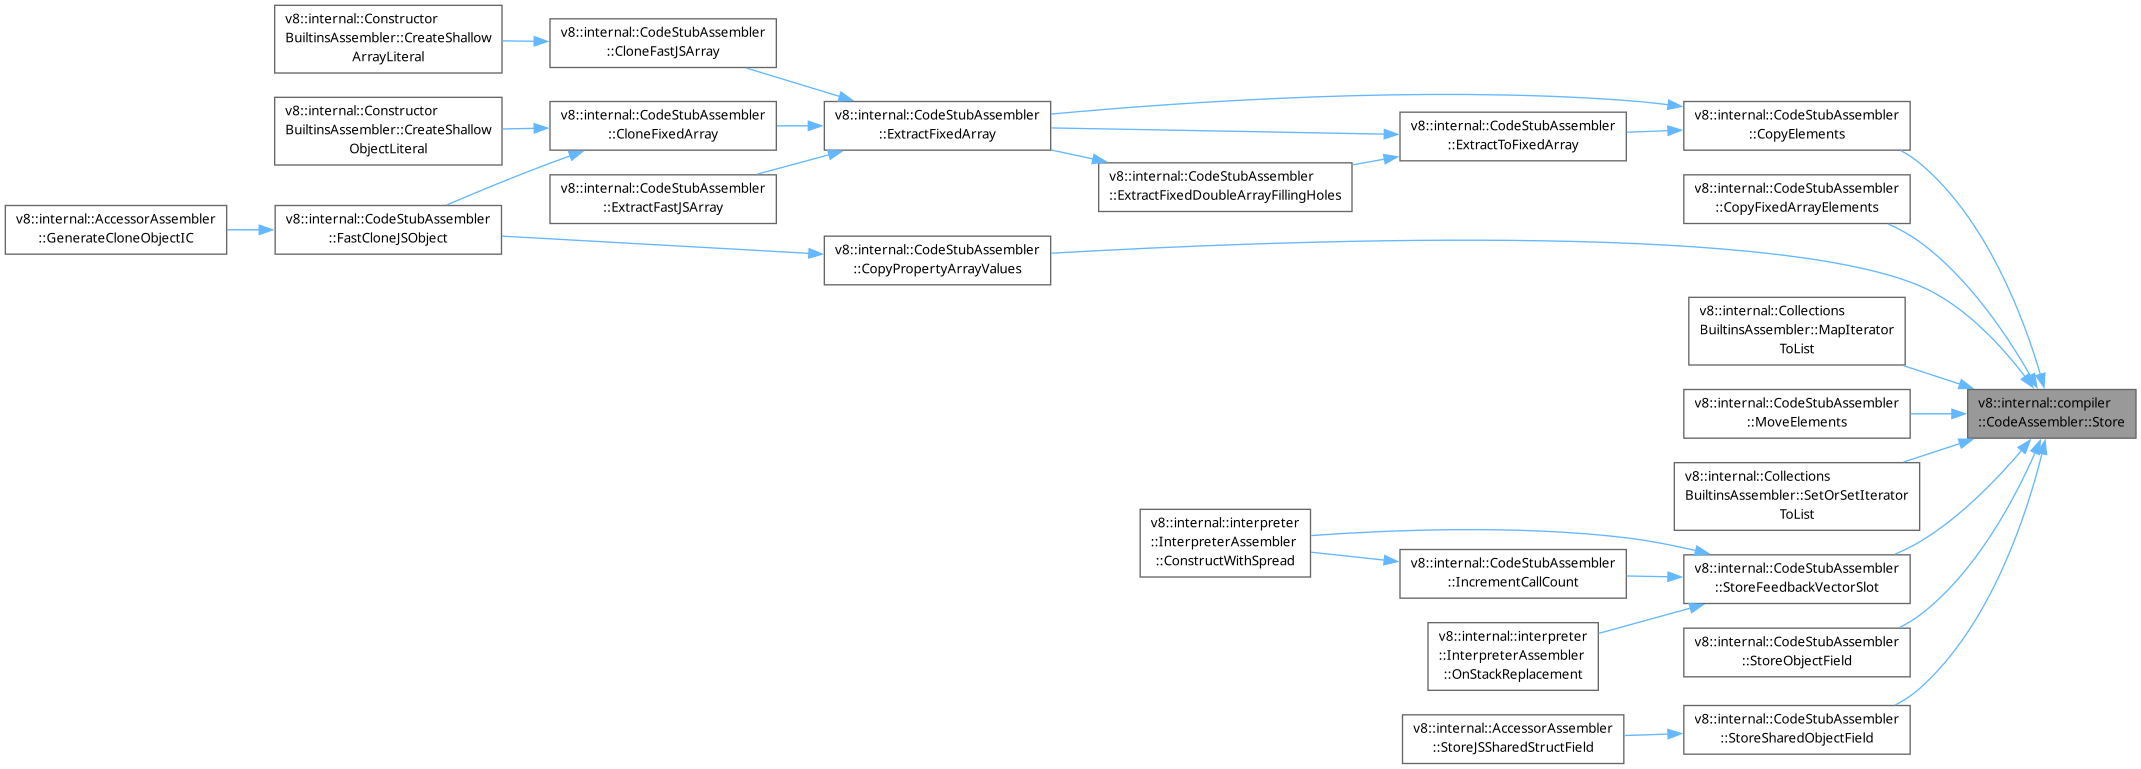 v8::internal::Constructor
BuiltinsAssembler::CreateShallow
ArrayLiteral
v8::internal::CodeStubAssembler
::CloneFastJSArray
v8::internal::Constructor
BuiltinsAssembler::CreateShallow
ObjectLiteral
v8::internal::CodeStubAssembler
::CloneFixedArray
v8::internal::CodeStubAssembler
::ExtractFixedArray
v8::internal::CodeStubAssembler
::ExtractToFixedArray
v8::internal::CodeStubAssembler
::CopyElements
v8::internal::CodeStubAssembler
::ExtractFastJSArray
v8::internal::CodeStubAssembler
::ExtractFixedDoubleArrayFillingHoles
v8::internal::CodeStubAssembler
::CopyFixedArrayElements
v8::internal::AccessorAssembler
::GenerateCloneObjectIC
v8::internal::CodeStubAssembler
::FastCloneJSObject
v8::internal::CodeStubAssembler
::CopyPropertyArrayValues
v8::internal::Collections
BuiltinsAssembler::MapIterator
ToList
v8::internal::CodeStubAssembler
::MoveElements
v8::internal::compiler
::CodeAssembler::Store
v8::internal::Collections
BuiltinsAssembler::SetOrSetIterator
ToList
v8::internal::interpreter
::InterpreterAssembler
::ConstructWithSpread
v8::internal::CodeStubAssembler
::IncrementCallCount
v8::internal::CodeStubAssembler
::StoreFeedbackVectorSlot
v8::internal::interpreter
::InterpreterAssembler
::OnStackReplacement
v8::internal::CodeStubAssembler
::StoreObjectField
v8::internal::AccessorAssembler
::StoreJSSharedStructField
v8::internal::CodeStubAssembler
::StoreSharedObjectField